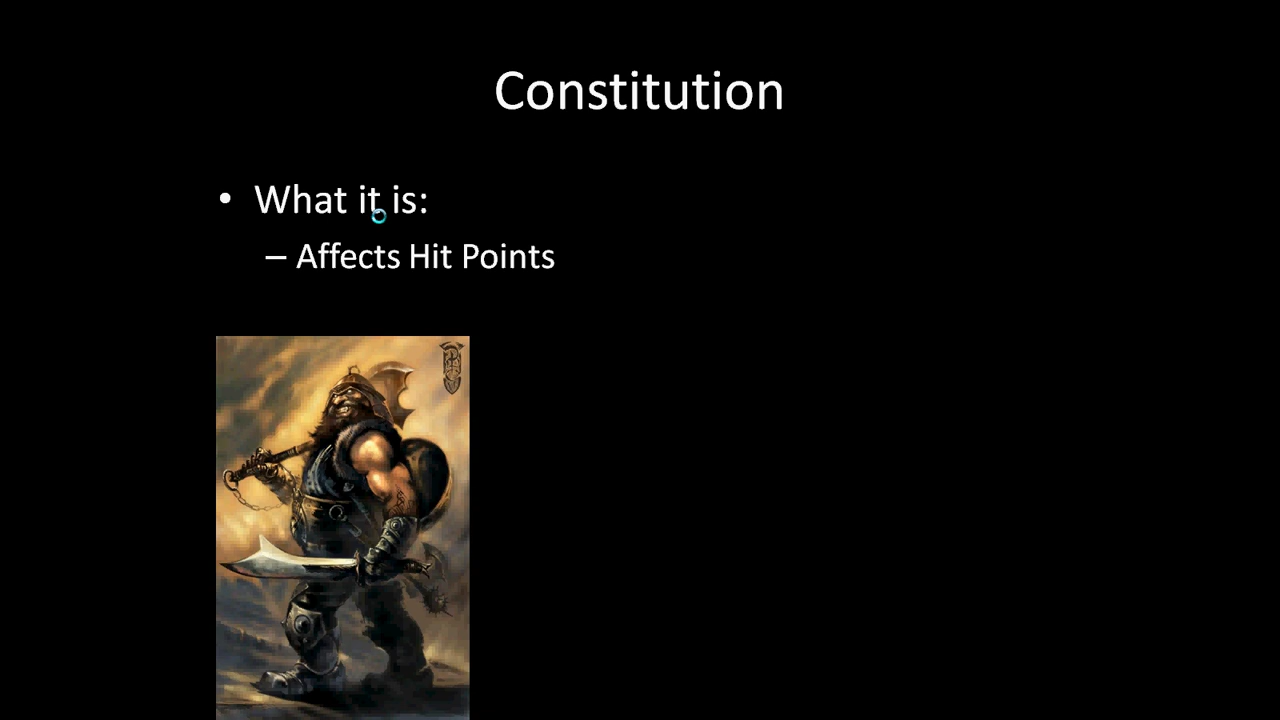 Constitution
• What it is:
– Affects Hit Points